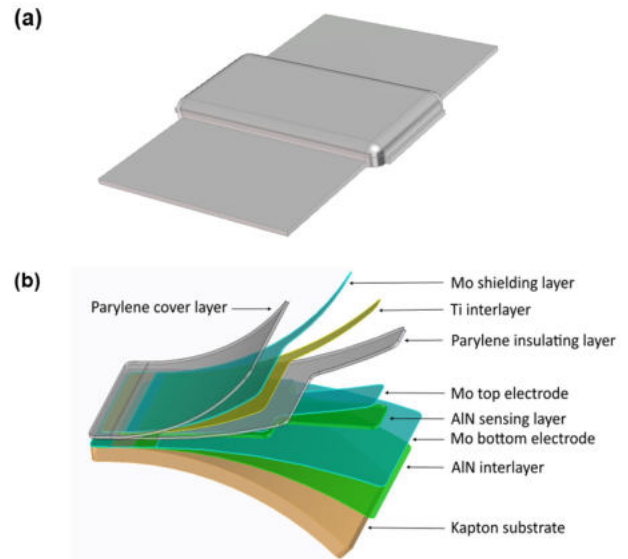 (a)
(b)
Mo shielding layer
Parylene cover layer
Ti interlayer
Parylene insulating layer
Mo top electrode
AlN sensing layer
Mo bottom electrode
AlN interlayer
Kapton substrate